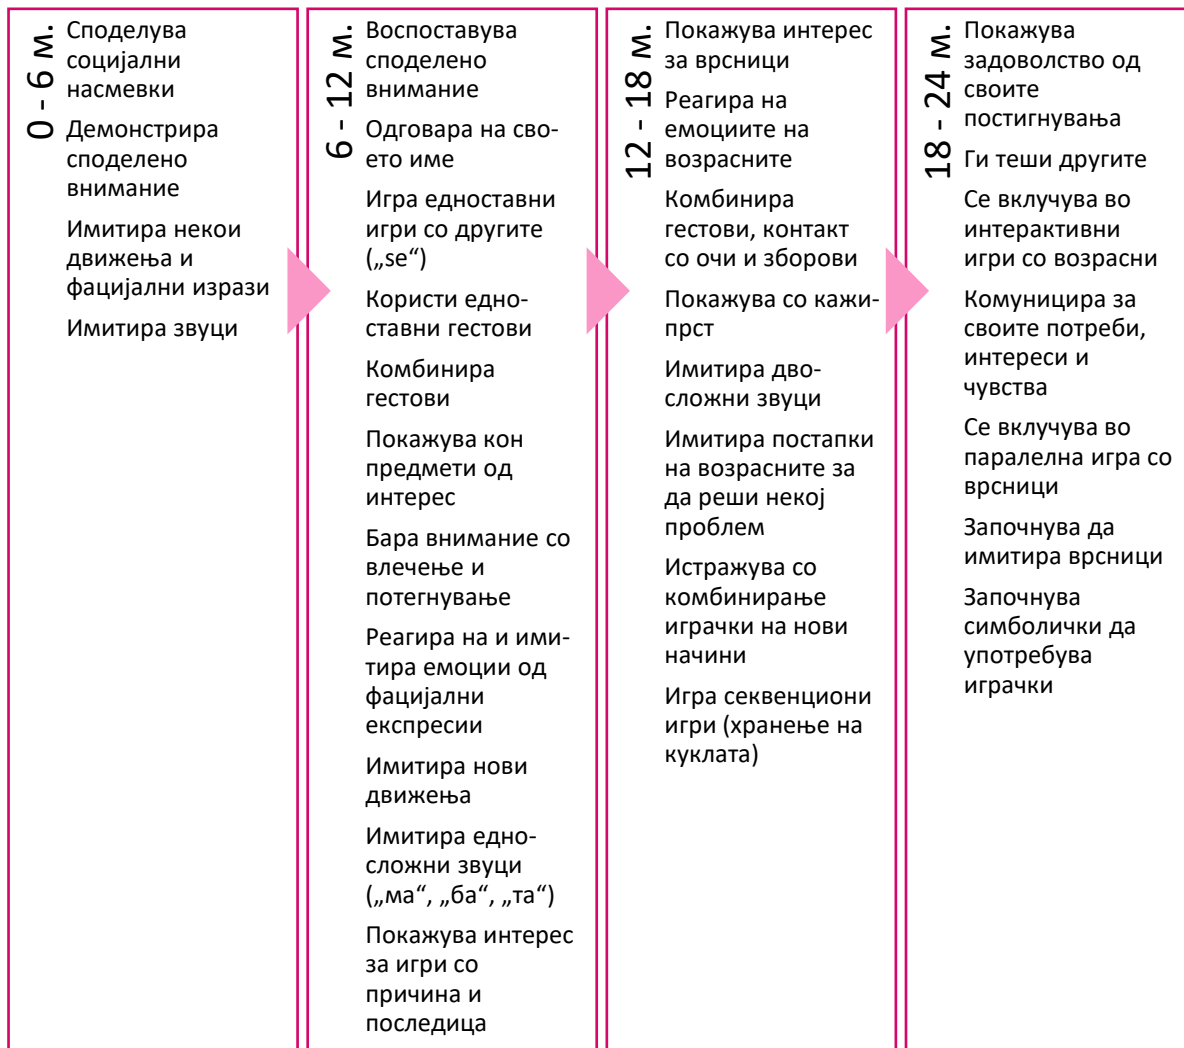 0 - 6 м.
Споделува
социјални
насмевки
Демонстрира
споделено
внимание
Имитира некои
движења и
фацијални изрази
Имитира звуци
6 - 12 м.
Воспоставува
споделено
внимание
Одговара на сво-
ето име
Игра едноставни
игри со другите
(„se“)
Користи едно-
ставни гестови
Комбинира
гестови
Покажува кон
предмети од
интерес
Бара внимание со
влечење и
потегнување
Реагира на и ими-
тира емоции од
фацијални
експресии
Имитира нови
движења
Имитира едно-
сложни звуци
(„ма“, „ба“, „та“)
Покажува интерес
за игри со
причина и
последица
12 - 18 м.
Покажува интерес
за врсници
Реагира на
емоциите на
возрасните
Комбинира
гестови, контакт
со очи и зборови
Покажува со кажи-
прст
Имитира дво-
сложни звуци
Имитира постапки
на возрасните за
да реши некој
проблем
Истражува со
комбинирање
играчки на нови
начини
Игра секвенциони
игри (хранење на
куклата)
18 - 24 м.
Покажува
задоволство од
своите
постигнувања
Ги теши другите
Се вклучува во
интерактивни
игри со возрасни
Комуницира за
своите потреби,
интереси и
чувства
Се вклучува во
паралелна игра со
врсници
Започнува да
имитира врсници
Започнува
симболички да
употребува
играчки